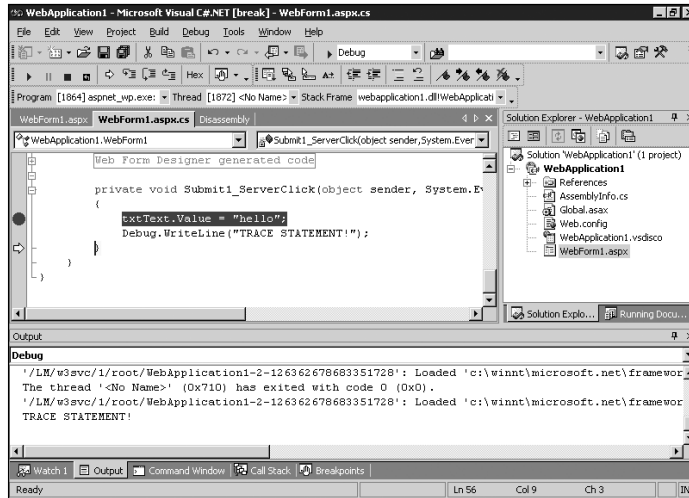 WebApplication1 - Microsoft Visual C#.NET [break] - WebForm1.aspx.cs
File Edit View Project Build Debug Tools Window Help
Debug
Hex
Program [1864] aspnet_wp.exe: Thread [1872] <No Name> Stack Frame webapplication1.dll!WebApplicati
WebForm1.aspx WebForm1.aspx.cs Disassembly
WebApplication1.WebForm1 Submit1_ServerClick(object sender,System.Ever
Web Form Designer generated code
private void Submit1_ServerClick(object sender, System.Ev
{
txtText.Value = "hello";
Debug.WriteLine("TRACE STATEMENT!");
}
}
}
Solution Explorer - WebApplication1
Solution 'WebApplication1' (1 project)
WebApplication1
References
AssemblyInfo.cs
Global.asax
Web.config
WebApplication1.vsdisco
WebForm1.aspx
Solution Explo... Running Docu...
Output
Debug
'/LM/w3svc/1/root/WebApplication1-2-126362678683351728': Loaded 'c:\winnt\microsoft.net\framewor
The thread '<No Name>' (0x710) has exited with code 0 (0x0).
'/LM/w3svc/1/root/WebApplication1-2-126362678683351728': Loaded 'c:\winnt\microsoft.net\framewor
TRACE STATEMENT!
Watch 1 Output Command Window Call Stack Breakpoints
Ready Ln 56 Col 9 Ch 3 IN